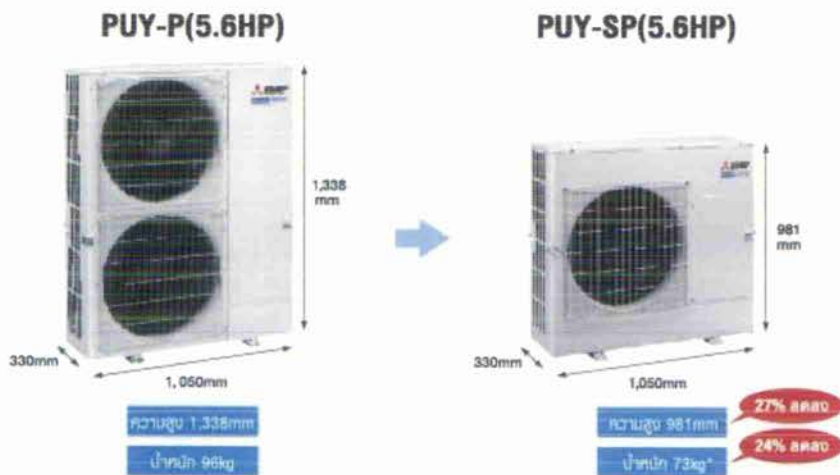 PUY-P(5.6HP)
PUY-SP(5.6HP)
1,338
mm
330mm
1, 050mm
ความสูง 1,338mm
น้ำหนัก 96kg
981
mm
330mm
1,050mm
ความสูง 981mm
27% ลดลง
น้ำหนัก 73kg*
24% ลดลง